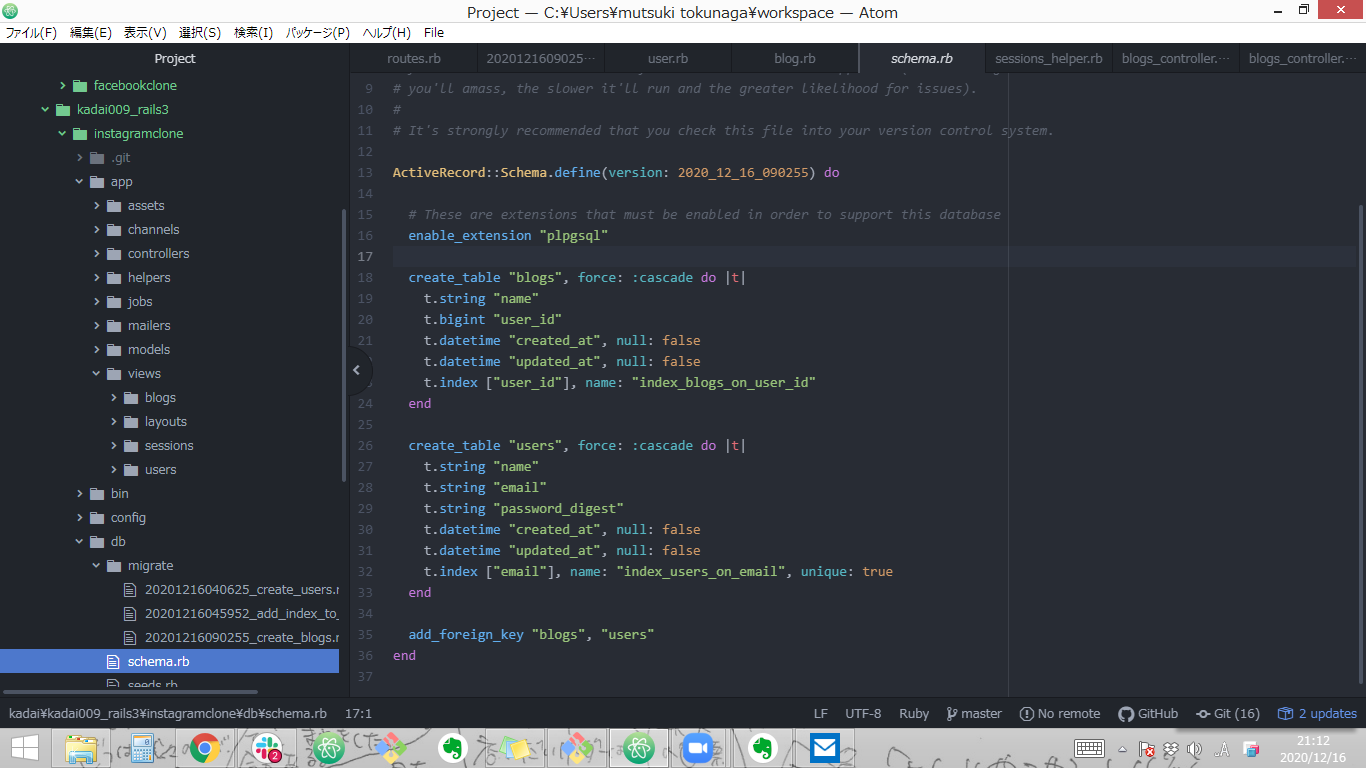 Project — C:¥Users¥mutsuki tokunaga¥workspace — Atom
ファイル(F) 編集(E) 表示(V) 選択(S) 検索(I) パッケージ(P) ヘルプ(H) File
Project
facebookclone
kadai009_rails3
instagramclone
.git
app
assets
channels
controllers
helpers
jobs
mailers
models
views
blogs
layouts
sessions
users
bin
config
db
migrate
20201216040625_create_users.r
20201216045952_add_index_to_
20201216090255_create_blogs.r
schema.rb
seeds.rb
routes.rb 2020121609025··· user.rb blog.rb schema.rb sessions_helper.rb blogs_controller.··· blogs_controller.···
9 # you'll amass, the slower it'll run and the greater likelihood for issues).
10 #
11 # It's strongly recommended that you check this file into your version control system.
12
13 ActiveRecord::Schema.define(version: 2020_12_16_090255) do
14
15 # These are extensions that must be enabled in order to support this database
16 enable_extension "plpgsql"
17
18 create_table "blogs", force: :cascade do |t|
19 t.string "name"
20 t.bigint "user_id"
21 t.datetime "created_at", null: false
t.datetime "updated_at", null: false
t.index ["user_id"], name: "index_blogs_on_user_id"
24 end
25
26 create_table "users", force: :cascade do |t|
27 t.string "name"
28 t.string "email"
29 t.string "password_digest"
30 t.datetime "created_at", null: false
31 t.datetime "updated_at", null: false
32 t.index ["email"], name: "index_users_on_email", unique: true
33 end
34
35 add_foreign_key "blogs", "users"
36 end
37
kadai¥kadai009_rails3¥instagramclone¥db¥schema.rb 17:1 LF UTF-8 Ruby master No remote GitHub Git (16) 2 updates
2
A
21:12
2020/12/16